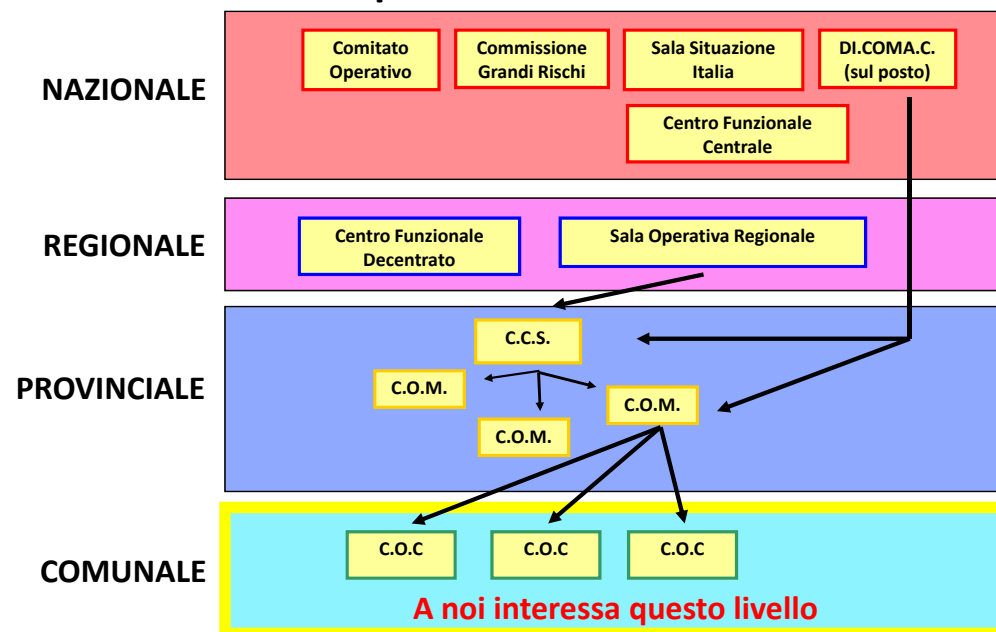 NAZIONALE
Comitato
Operativo
Commissione
Grandi Rischi
Sala Situazione
Italia
DI.COMA.C.
(sul posto)
Centro Funzionale
Centrale
REGIONALE
Centro Funzionale
Decentrato
Sala Operativa Regionale
PROVINCIALE
C.C.S.
C.O.M.
C.O.M.
C.O.M.
COMUNALE
C.O.C
C.O.C
C.O.C
A noi interessa questo livello